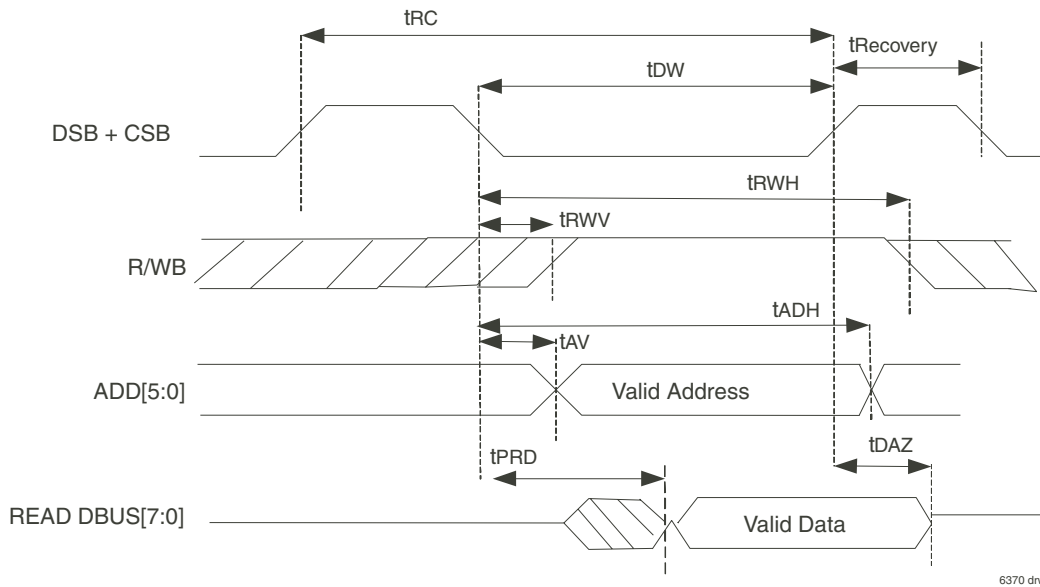 tRC
tRecovery
tDW
DSB + CSB
tRWH
tRWV
R/WB
tADH
tAV
ADD[5:0]
Valid Address
tDAZ
tPRD
READ DBUS[7:0]
Valid Data
6370 drv